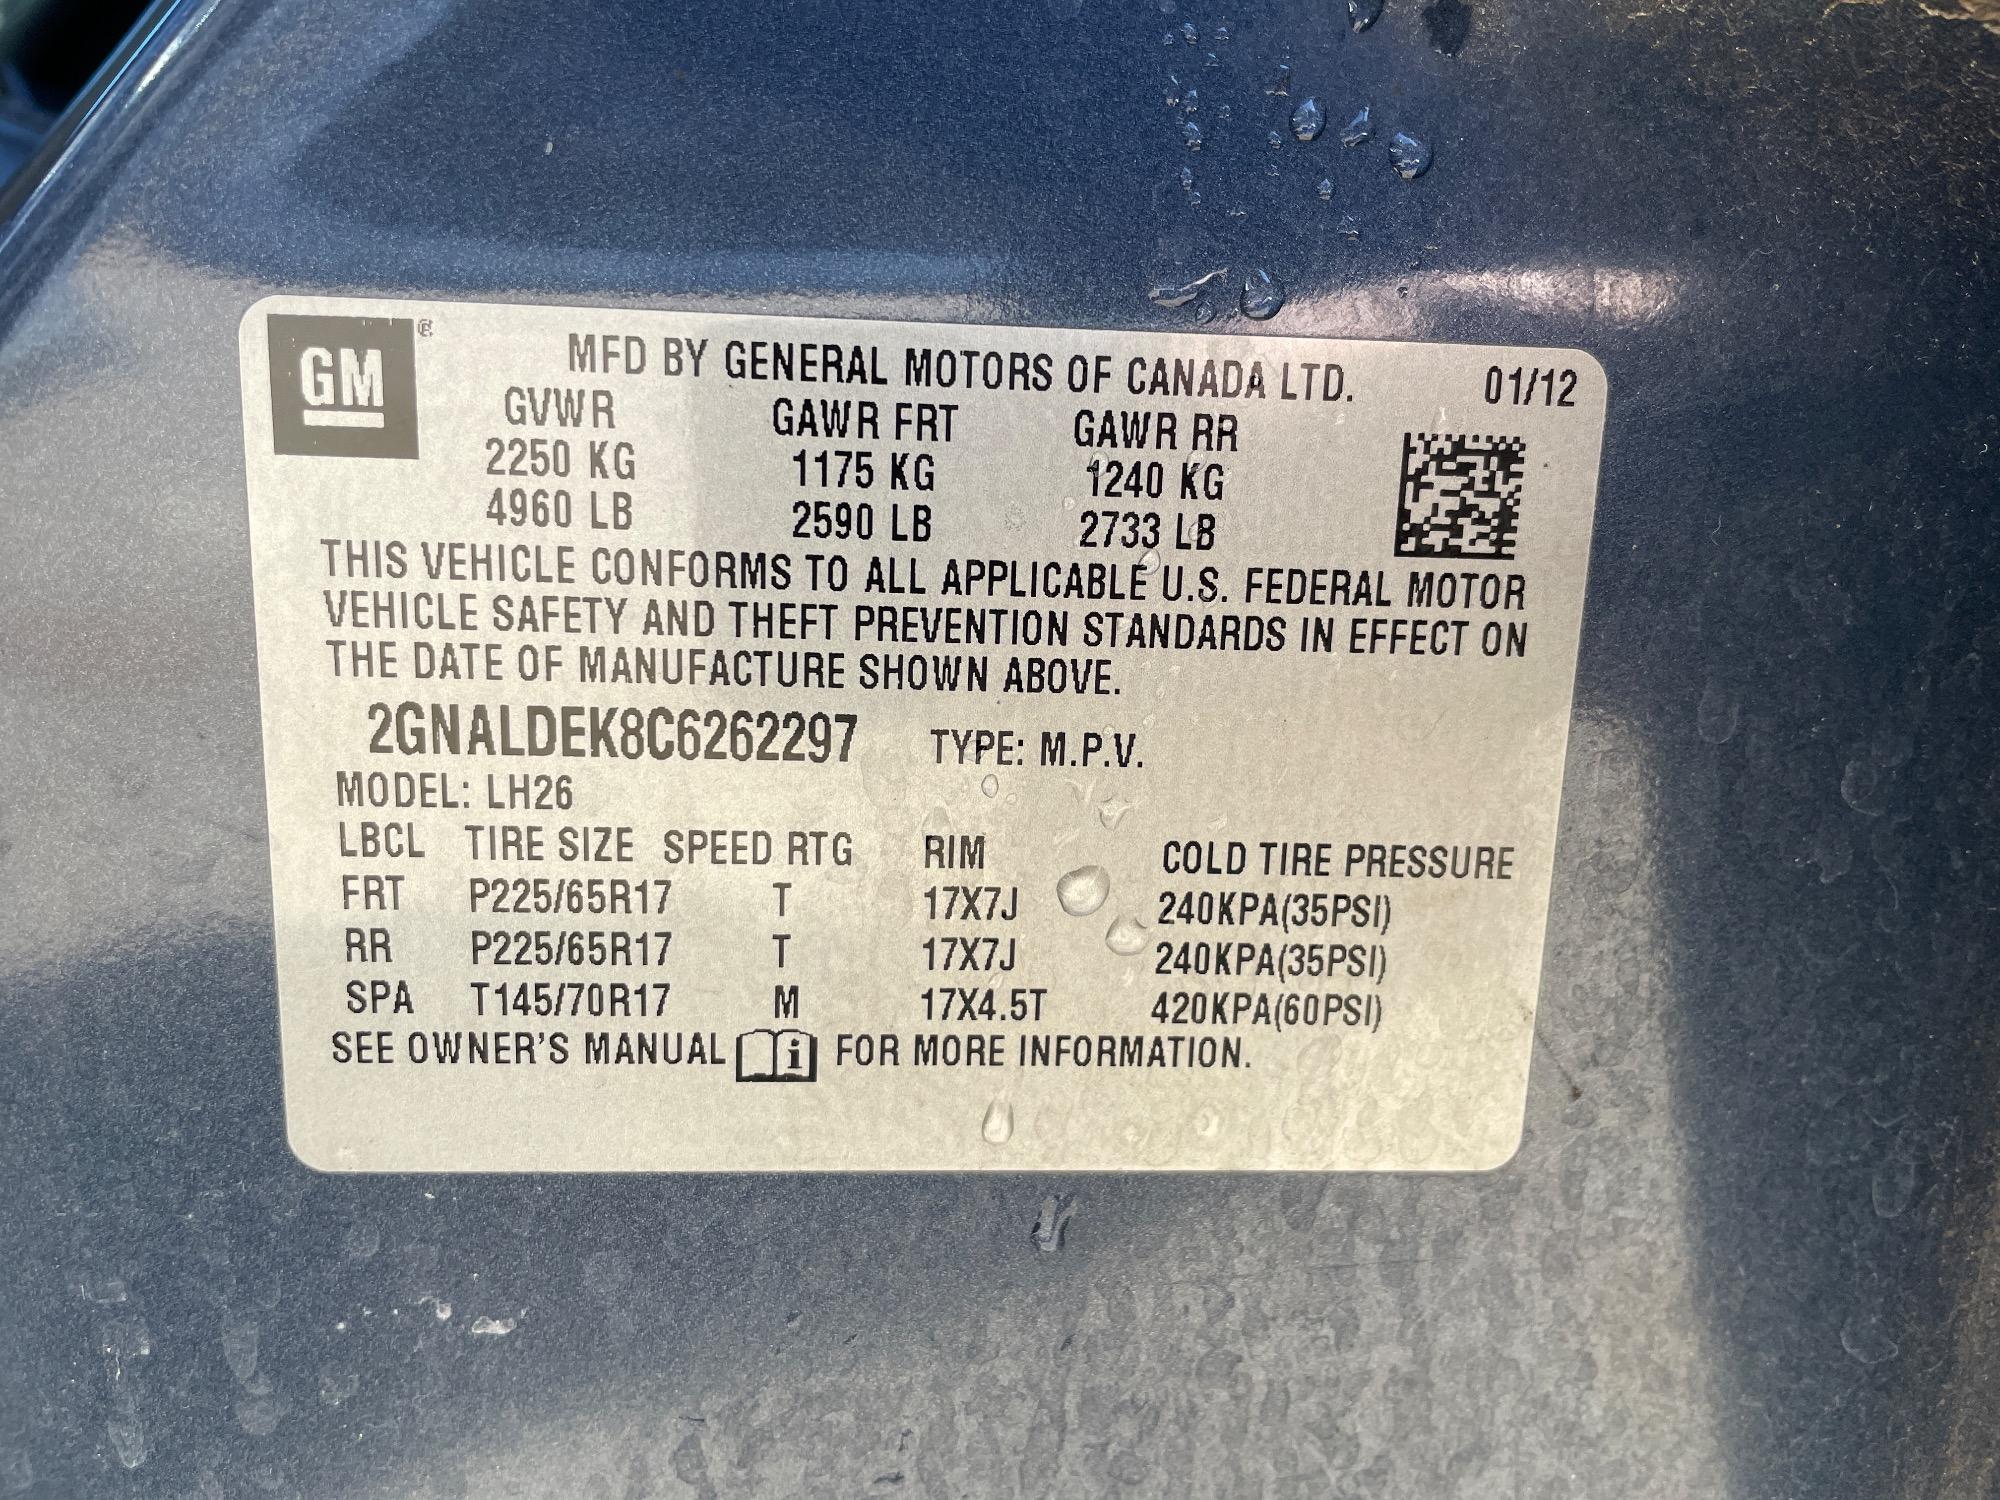 GM ®
MFD BY GENERAL MOTORS OF CANADA LTD. 01/12
GVWR GAWR FRT GAWR RR
2250 KG 1175 KG 1240 KG
4960 LB 2590 LB 2733 LB
THIS VEHICLE CONFORMS TO ALL APPLICABLE U.S. FEDERAL MOTOR
VEHICLE SAFETY AND THEFT PREVENTION STANDARDS IN EFFECT ON
THE DATE OF MANUFACTURE SHOWN ABOVE.
2GNALDEK8C6262297 TYPE: M.P.V.
MODEL: LH26
LBCL TIRE SIZE SPEED RTG RIM COLD TIRE PRESSURE
FRT P225/65R17 T 17X7J 240KPA(35PSI)
RR P225/65R17 T 17X7J 240KPA(35PSI)
SPA T145/70R17 M 17X4.5T 420KPA(60PSI)
SEE OWNER'S MANUAL i FOR MORE INFORMATION.